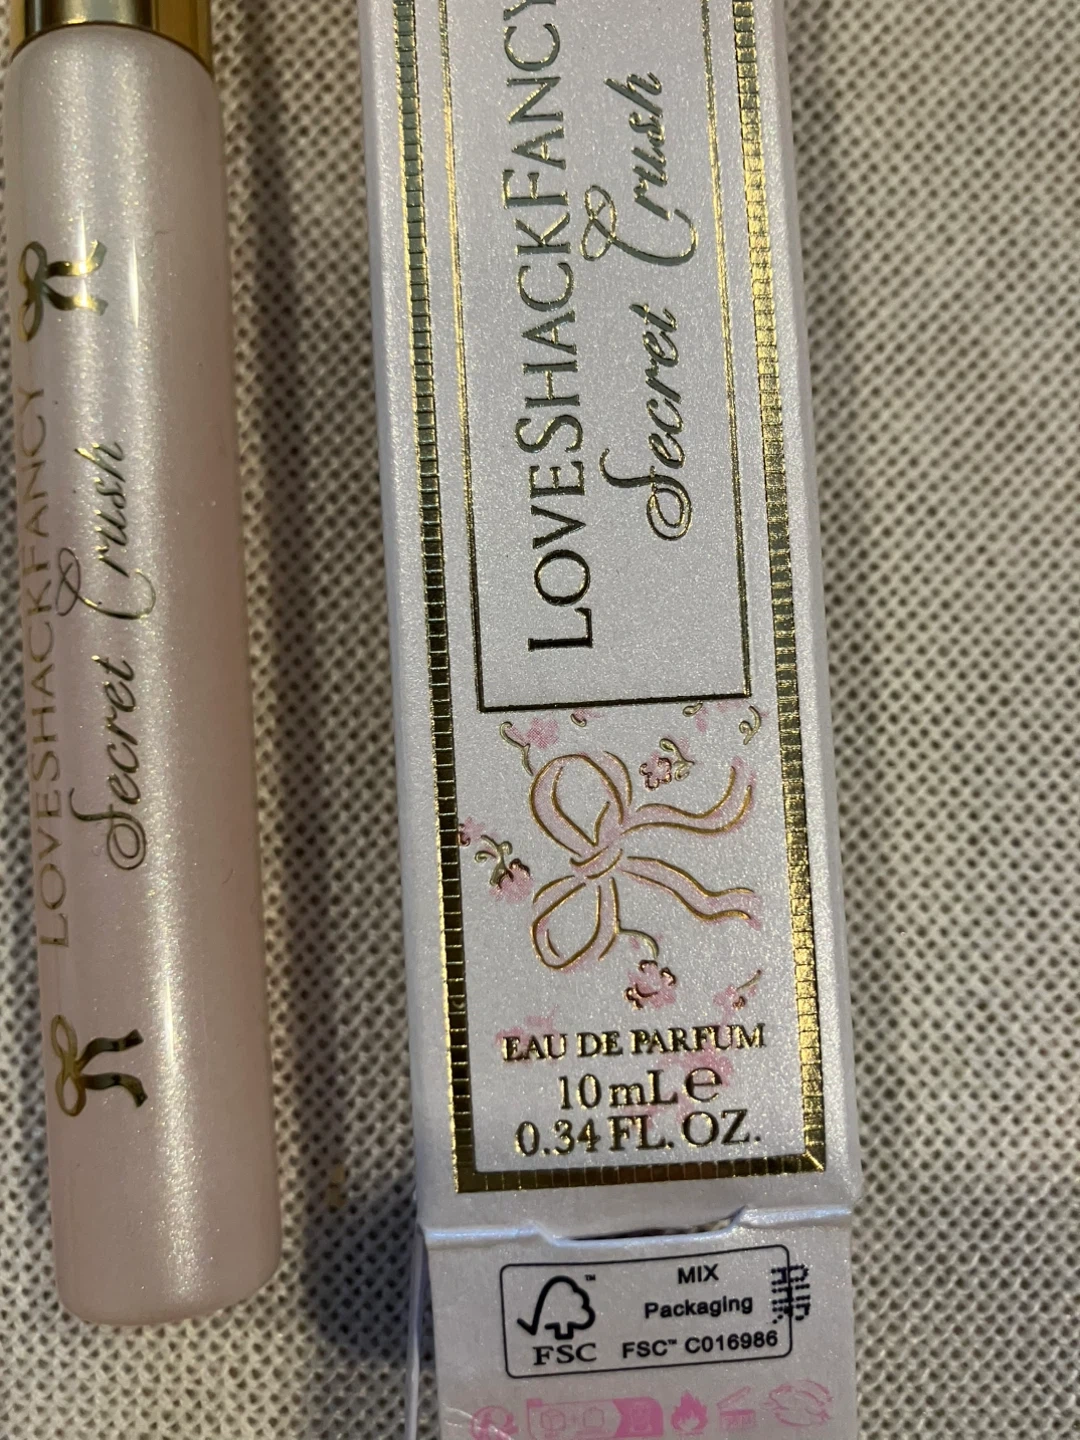 LOVESHACKFANCY
Secret Crush
LOVESHACKFANCY
Secret Crush
EAU DE PARFUM
10 mL ℮
0.34 FL. OZ.
FSC™
MIX
Packaging
FSC™ C016986